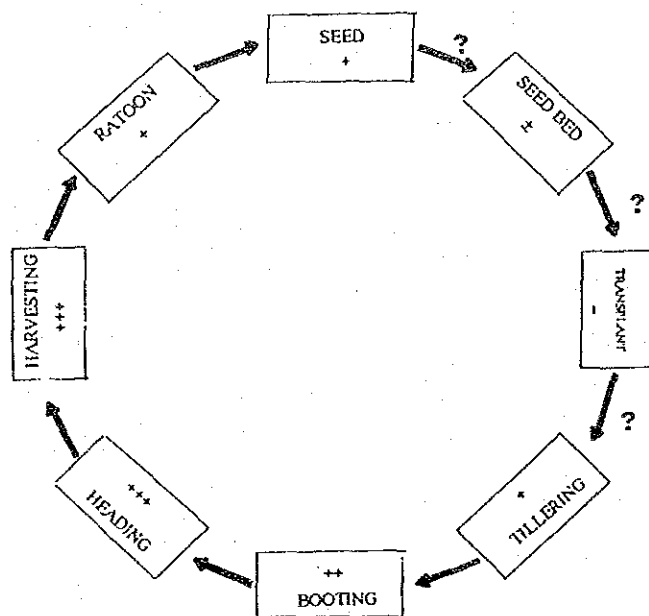 SEED
+
?
SEED BED
±
?
TRANSPLANT
-
?
TILLERING
+
BOOTING
++
HEADING
+++
HARVESTING
+++
RATOON
+